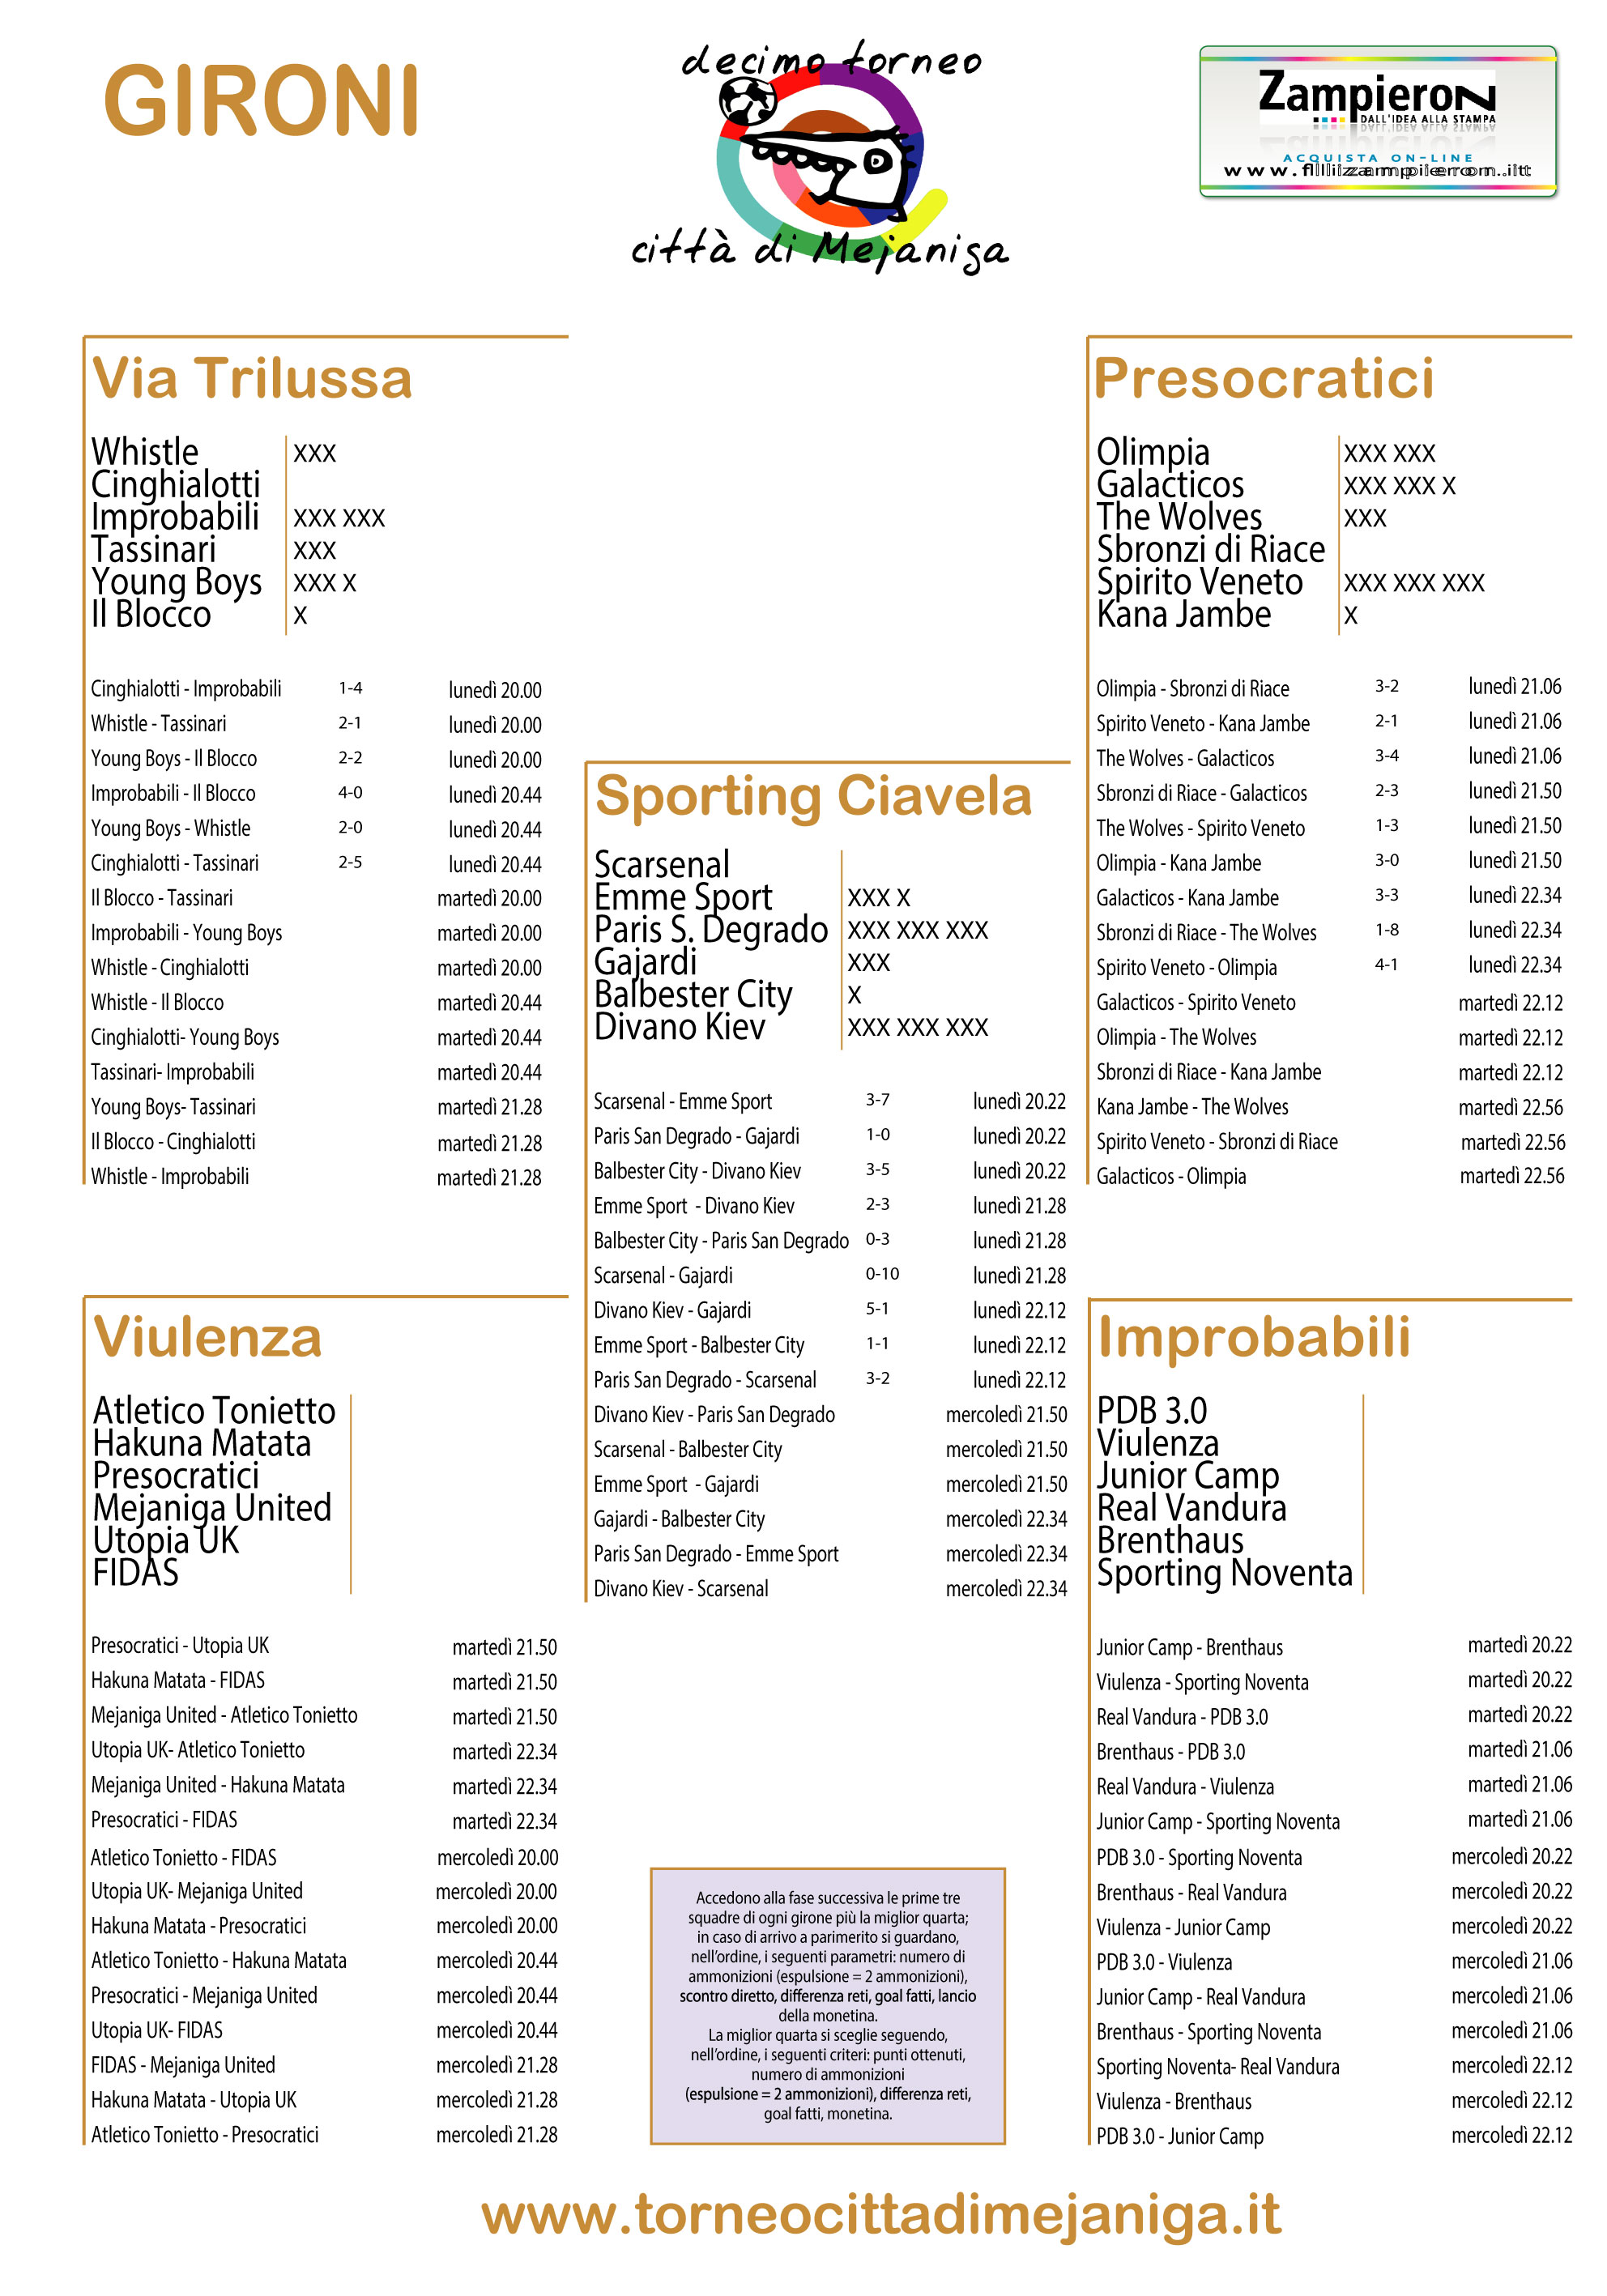 GIRONI
decimo torneo
città di Mejaniga
ZampieroN
DALL'IDEA ALLA STAMPA
ACQUISTA ON-LINE
Via Trilussa
Whistle XXX
Cinghialotti
Improbabili XXX XXX
Tassinari XXX
Young Boys XXX X
Il Blocco X
Cinghialotti - Improbabili 1-4 lunedì 20.00
Whistle - Tassinari 2-1 lunedì 20.00
Young Boys - Il Blocco 2-2 lunedì 20.00
Improbabili - Il Blocco 4-0 lunedì 20.44
Young Boys - Whistle 2-0 lunedì 20.44
Cinghialotti - Tassinari 2-5 lunedì 20.44
Il Blocco - Tassinari martedì 20.00
Improbabili - Young Boys martedì 20.00
Whistle - Cinghialotti martedì 20.00
Whistle - Il Blocco martedì 20.44
Cinghialotti- Young Boys martedì 20.44
Tassinari- Improbabili martedì 20.44
Young Boys- Tassinari martedì 21.28
Il Blocco - Cinghialotti martedì 21.28
Whistle - Improbabili martedì 21.28
Presocratici
Olimpia XXX XXX
Galacticos XXX XXX X
The Wolves XXX
Sbronzi di Riace
Spirito Veneto XXX XXX XXX
Kana Jambe X
Olimpia - Sbronzi di Riace 3-2 lunedì 21.06
Spirito Veneto - Kana Jambe 2-1 lunedì 21.06
The Wolves - Galacticos 3-4 lunedì 21.06
Sbronzi di Riace - Galacticos 2-3 lunedì 21.50
The Wolves - Spirito Veneto 1-3 lunedì 21.50
Olimpia - Kana Jambe 3-0 lunedì 21.50
Galacticos - Kana Jambe 3-3 lunedì 22.34
Sbronzi di Riace - The Wolves 1-8 lunedì 22.34
Spirito Veneto - Olimpia 4-1 lunedì 22.34
Galacticos - Spirito Veneto martedì 22.12
Olimpia - The Wolves martedì 22.12
Sbronzi di Riace - Kana Jambe martedì 22.12
Kana Jambe - The Wolves martedì 22.56
Spirito Veneto - Sbronzi di Riace martedì 22.56
Galacticos - Olimpia martedì 22.56
Sporting Ciavela
Scarsenal
Emme Sport XXX X
Paris S. Degrado XXX XXX XXX
Gajardi XXX
Balbester City X
Divano Kiev XXX XXX XXX
Scarsenal - Emme Sport 3-7 lunedì 20.22
Paris San Degrado - Gajardi 1-0 lunedì 20.22
Balbester City - Divano Kiev 3-5 lunedì 20.22
Emme Sport - Divano Kiev 2-3 lunedì 21.28
Balbester City - Paris San Degrado 0-3 lunedì 21.28
Scarsenal - Gajardi 0-10 lunedì 21.28
Divano Kiev - Gajardi 5-1 lunedì 22.12
Emme Sport - Balbester City 1-1 lunedì 22.12
Paris San Degrado - Scarsenal 3-2 lunedì 22.12
Divano Kiev - Paris San Degrado mercoledì 21.50
Scarsenal - Balbester City mercoledì 21.50
Emme Sport - Gajardi mercoledì 21.50
Gajardi - Balbester City mercoledì 22.34
Paris San Degrado - Emme Sport mercoledì 22.34
Divano Kiev - Scarsenal mercoledì 22.34
Viulenza
Atletico Tonietto
Hakuna Matata
Presocratici
Mejaniga United
Utopia UK
FIDAS
Presocratici - Utopia UK martedì 21.50
Hakuna Matata - FIDAS martedì 21.50
Mejaniga United - Atletico Tonietto martedì 21.50
Utopia UK- Atletico Tonietto martedì 22.34
Mejaniga United - Hakuna Matata martedì 22.34
Presocratici - FIDAS martedì 22.34
Atletico Tonietto - FIDAS mercoledì 20.00
Utopia UK- Mejaniga United mercoledì 20.00
Hakuna Matata - Presocratici mercoledì 20.00
Atletico Tonietto - Hakuna Matata mercoledì 20.44
Presocratici - Mejaniga United mercoledì 20.44
Utopia UK- FIDAS mercoledì 20.44
FIDAS - Mejaniga United mercoledì 21.28
Hakuna Matata - Utopia UK mercoledì 21.28
Atletico Tonietto - Presocratici mercoledì 21.28
Improbabili
PDB 3.0
Viulenza
Junior Camp
Real Vandura
Brenthaus
Sporting Noventa
Junior Camp - Brenthaus martedì 20.22
Viulenza - Sporting Noventa martedì 20.22
Real Vandura - PDB 3.0 martedì 20.22
Brenthaus - PDB 3.0 martedì 21.06
Real Vandura - Viulenza martedì 21.06
Junior Camp - Sporting Noventa martedì 21.06
PDB 3.0 - Sporting Noventa mercoledì 20.22
Brenthaus - Real Vandura mercoledì 20.22
Viulenza - Junior Camp mercoledì 20.22
PDB 3.0 - Viulenza mercoledì 21.06
Junior Camp - Real Vandura mercoledì 21.06
Brenthaus - Sporting Noventa mercoledì 21.06
Sporting Noventa- Real Vandura mercoledì 22.12
Viulenza - Brenthaus mercoledì 22.12
PDB 3.0 - Junior Camp mercoledì 22.12
Accedono alla fase successiva le prime tre
squadre di ogni girone più la miglior quarta;
in caso di arrivo a parimerito si guardano,
nell'ordine, i seguenti parametri: numero di
ammonizioni (espulsione = 2 ammonizioni),
scontro diretto, differenza reti, goal fatti, lancio
della monetina.
La miglior quarta si sceglie seguendo,
nell'ordine, i seguenti criteri: punti ottenuti,
numero di ammonizioni
(espulsione = 2 ammonizioni), differenza reti,
goal fatti, monetina.
www.torneocittadimejaniga.it